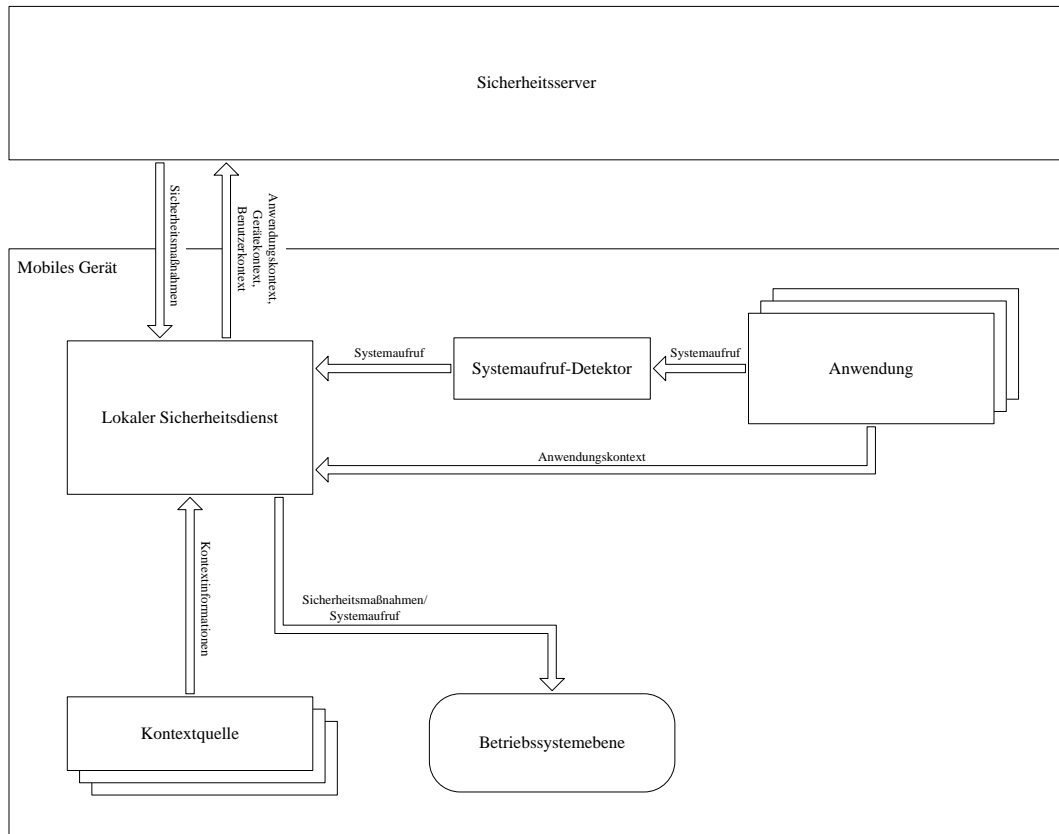 Sicherheitsserver
Sicherheitsmaßnahmen
Anwendungskontext,
Gerätekontext,
Benutzerkontext
Mobiles Gerät
Systemaufruf
Systemaufruf-Detektor
Systemaufruf
Anwendung
Lokaler Sicherheitsdienst
Anwendungskontext
Kontextinformationen
Sicherheitsmaßnahmen/
Systemaufruf
Kontextquelle
Betriebssystemebene